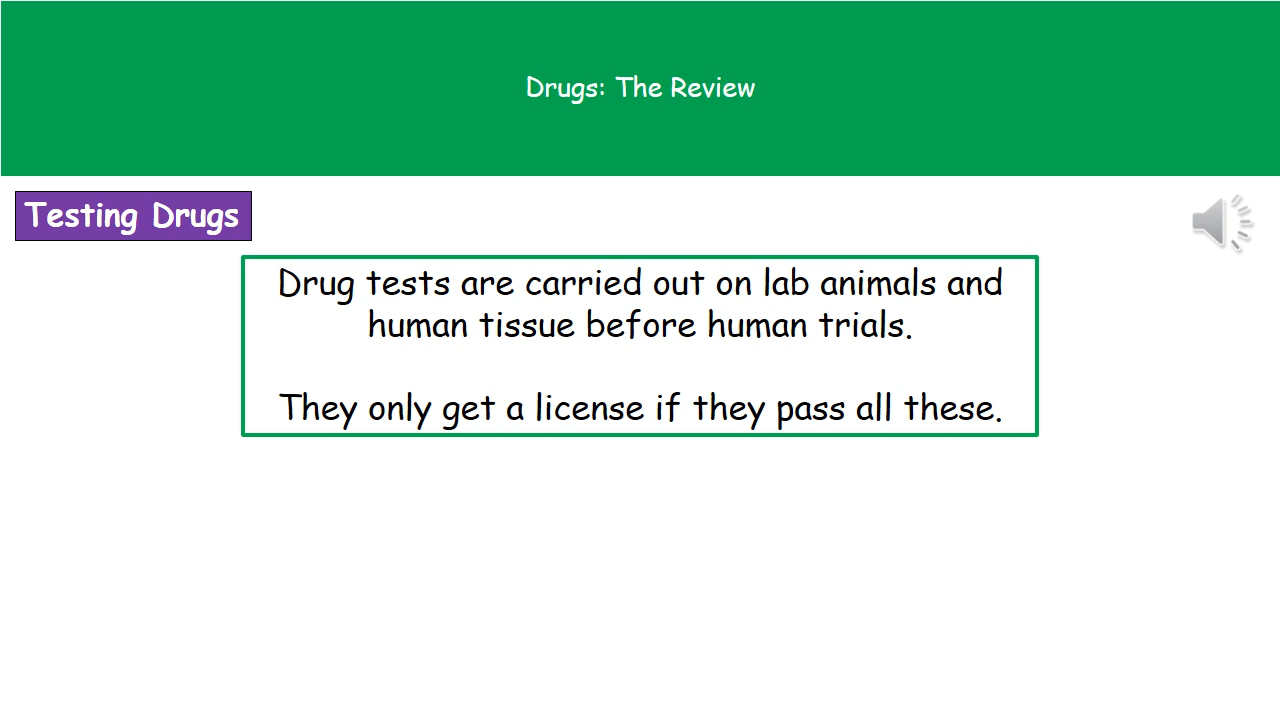 Drugs: The Review
Testing Drugs
Drug tests are carried out on lab animals and
human tissue before human trials.
They only get a license if they pass all these.